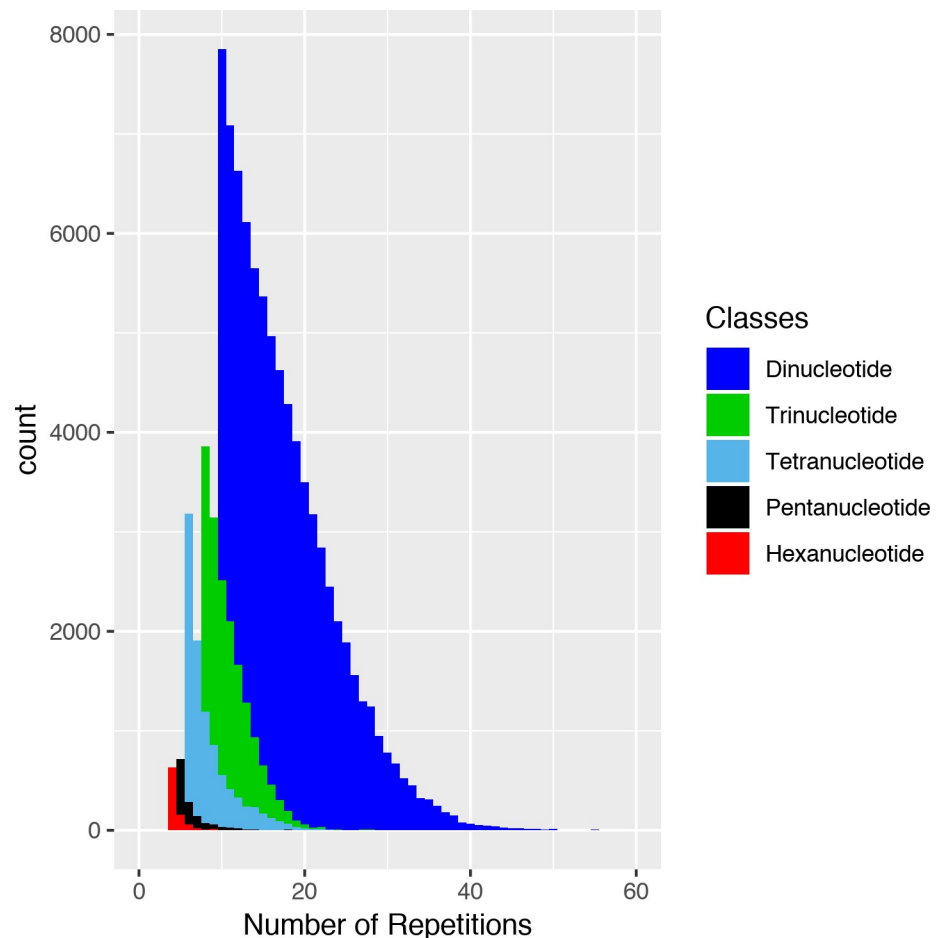 8000
6000
4000
2000
0
count
0 20 40 60
Number of Repetitions
Classes
Dinucleotide
Trinucleotide
Tetranucleotide
Pentanucleotide
Hexanucleotide